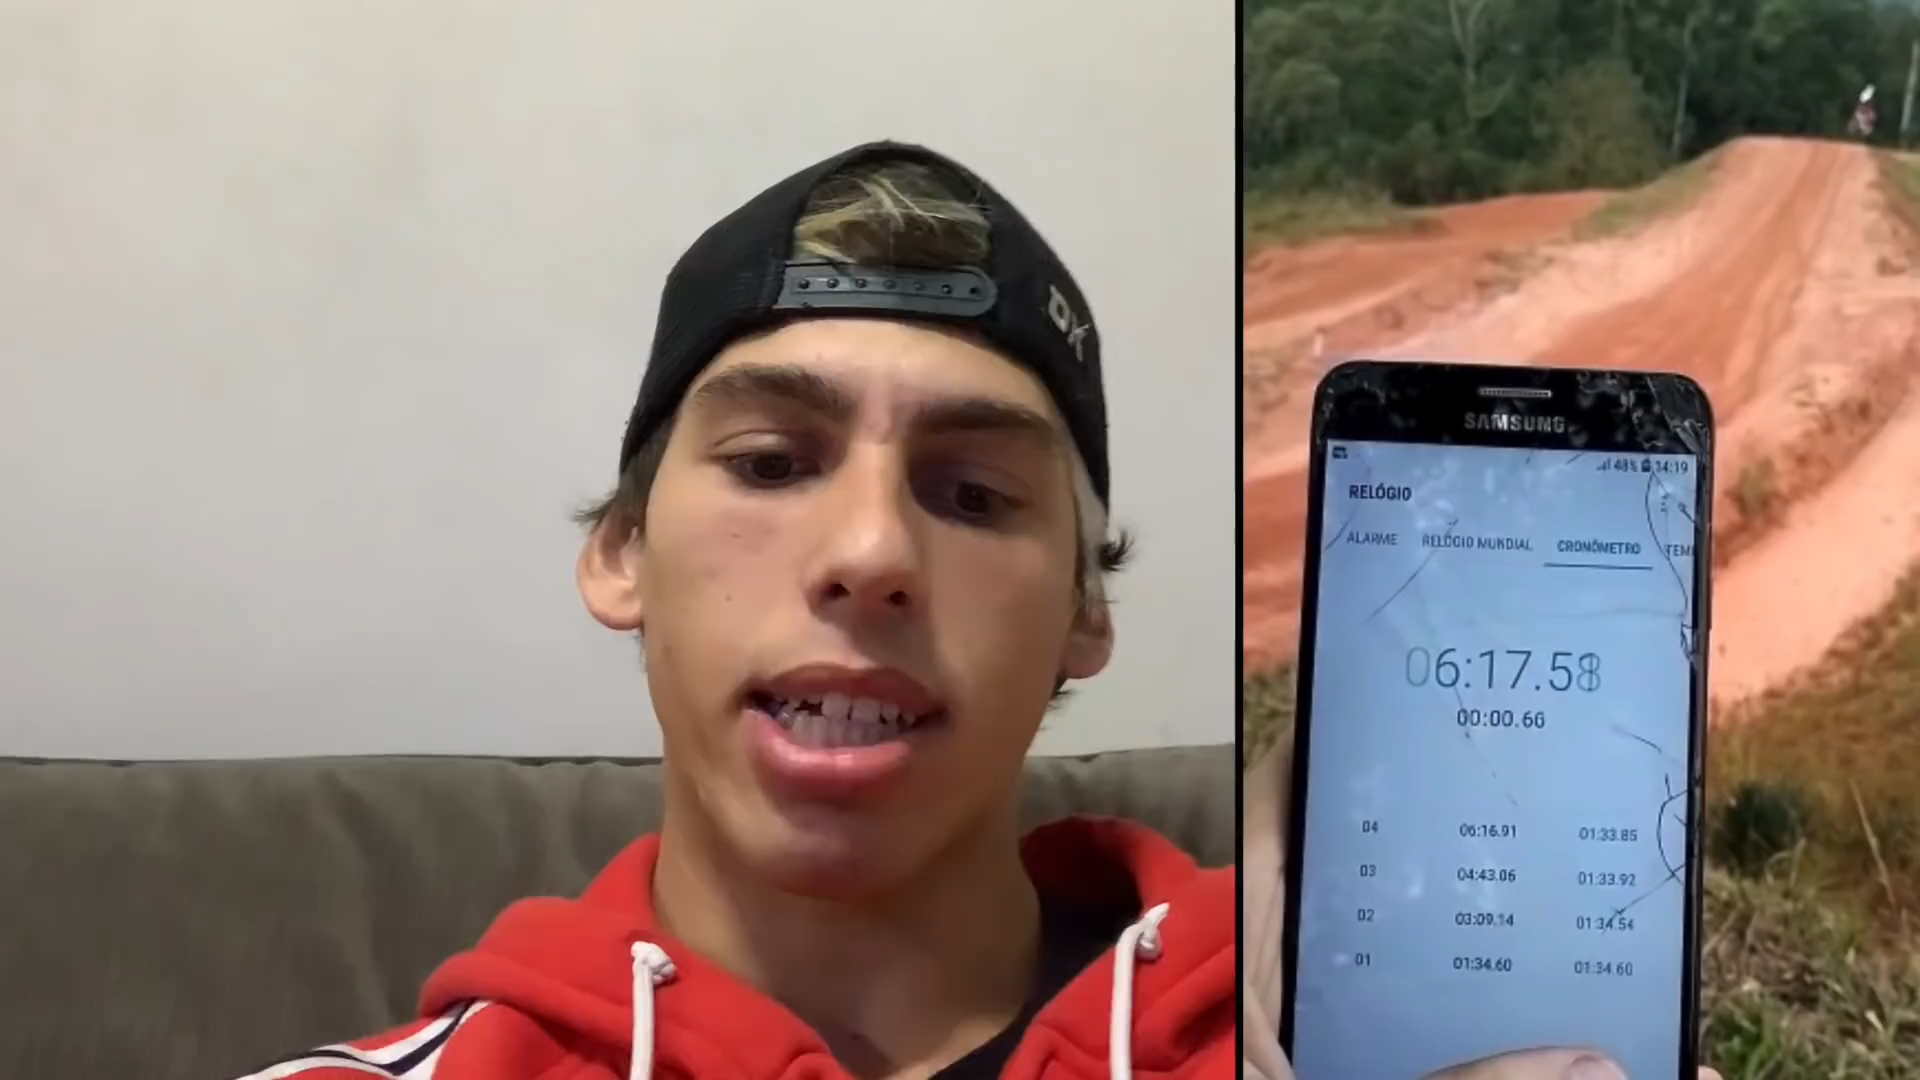 SAMSUNG
48% 14:19
RELÓGIO
ALARME RELÓGIO MUNDIAL CRONÔMETRO TEM
06:17.58
00:00.66
04 06:16.91 01:33.85
03 04:43.06 01:33.92
02 03:09.14 01:34.54
01 01:34.60 01:34.60